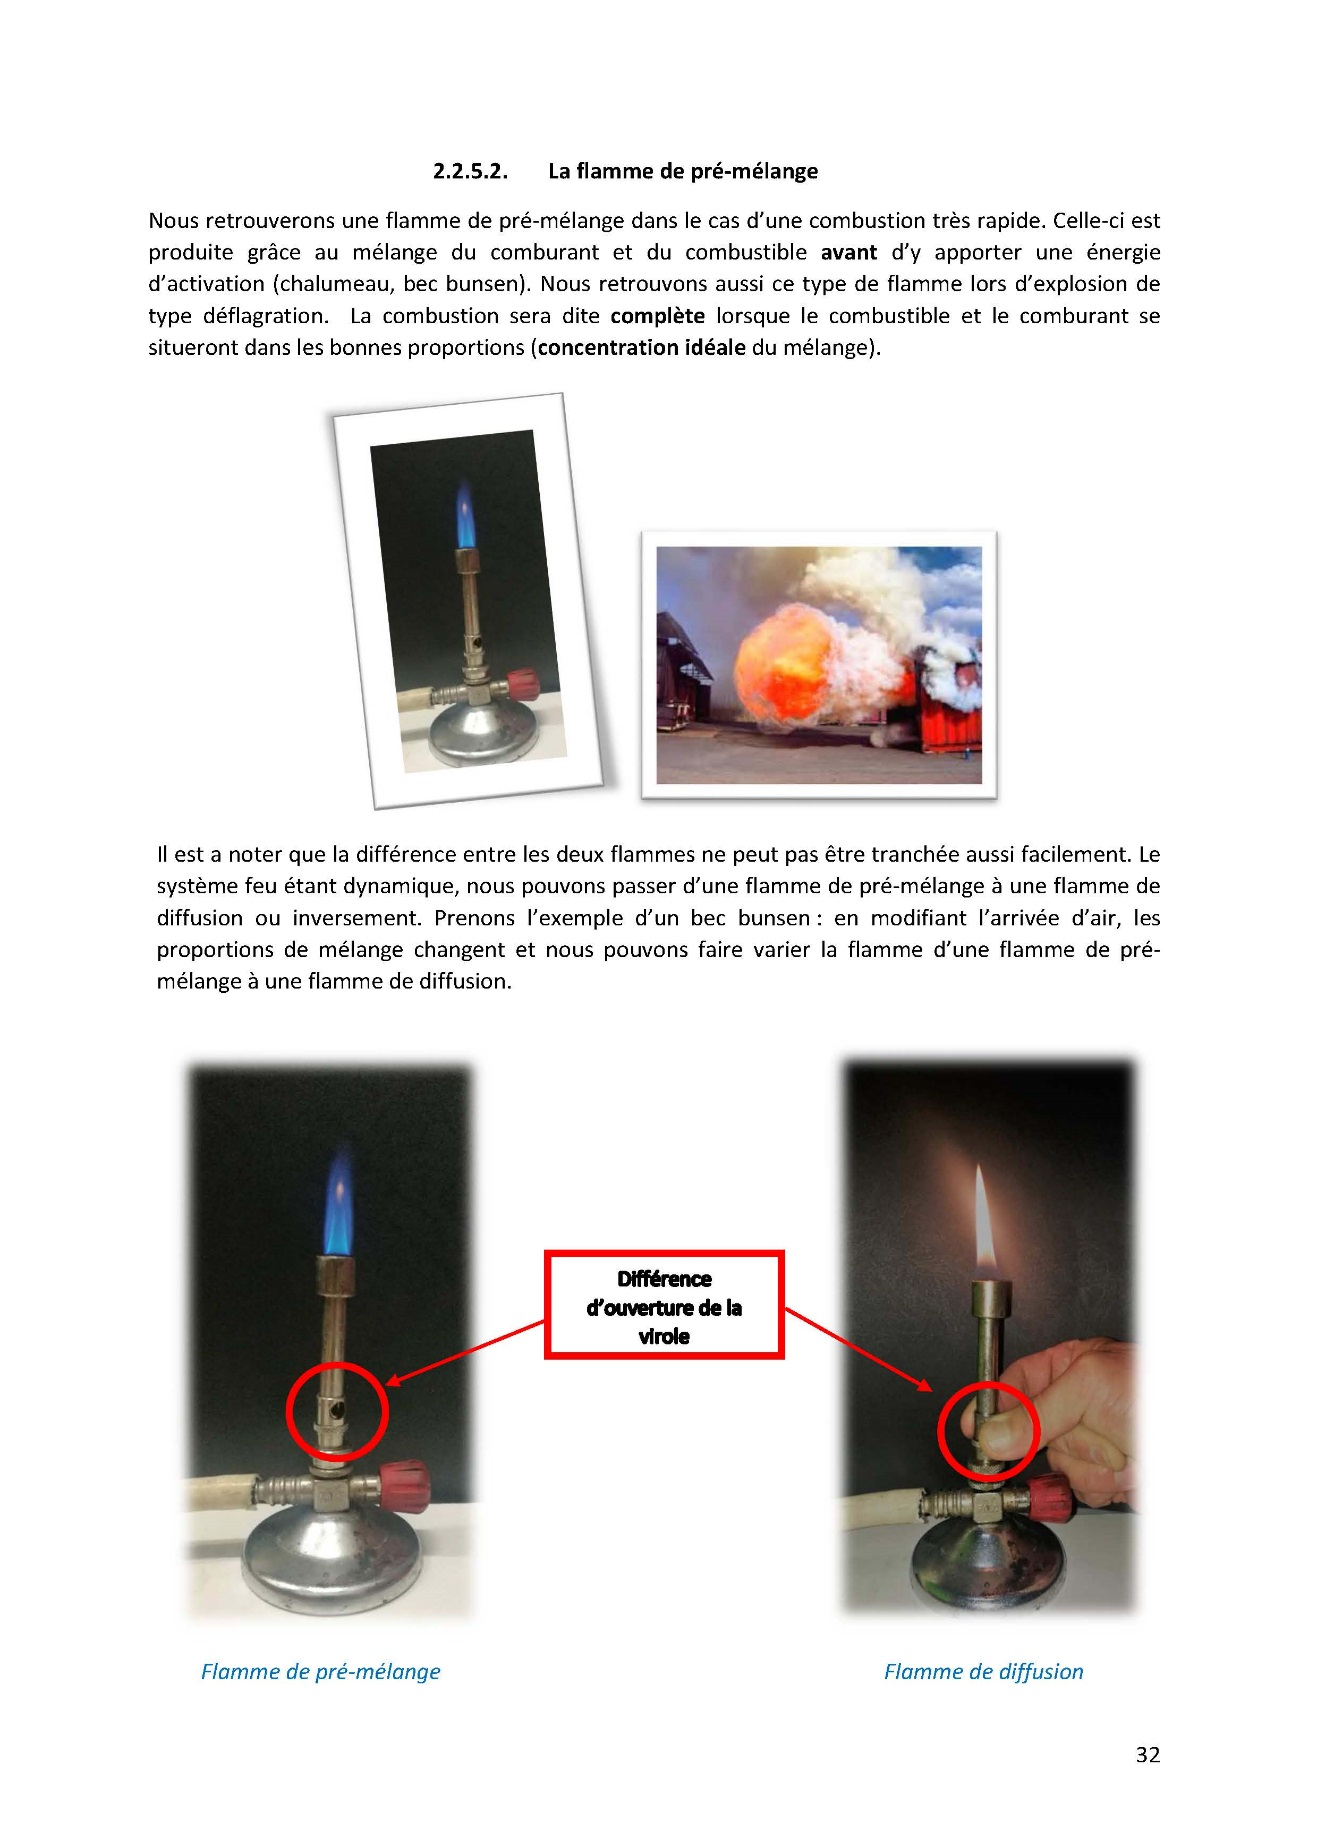 2.2.5.2. La flamme de pré-mélange
Nous retrouverons une flamme de pré-mélange dans le cas d’une combustion très rapide. Celle-ci est
produite grâce au mélange du comburant et du combustible avant d’y apporter une énergie
d’activation (chalumeau, bec bunsen). Nous retrouvons aussi ce type de flamme lors d’explosion de
type déflagration. La combustion sera dite complète lorsque le combustible et le comburant se
situeront dans les bonnes proportions (concentration idéale du mélange).
Il est a noter que la différence entre les deux flammes ne peut pas être tranchée aussi facilement. Le
système feu étant dynamique, nous pouvons passer d’une flamme de pré-mélange à une flamme de
diffusion ou inversement. Prenons l’exemple d’un bec bunsen : en modifiant l’arrivée d’air, les
proportions de mélange changent et nous pouvons faire varier la flamme d’une flamme de pré-
mélange à une flamme de diffusion.
Différence
d’ouverture de la
virole
Flamme de pré-mélange
Flamme de diffusion
32